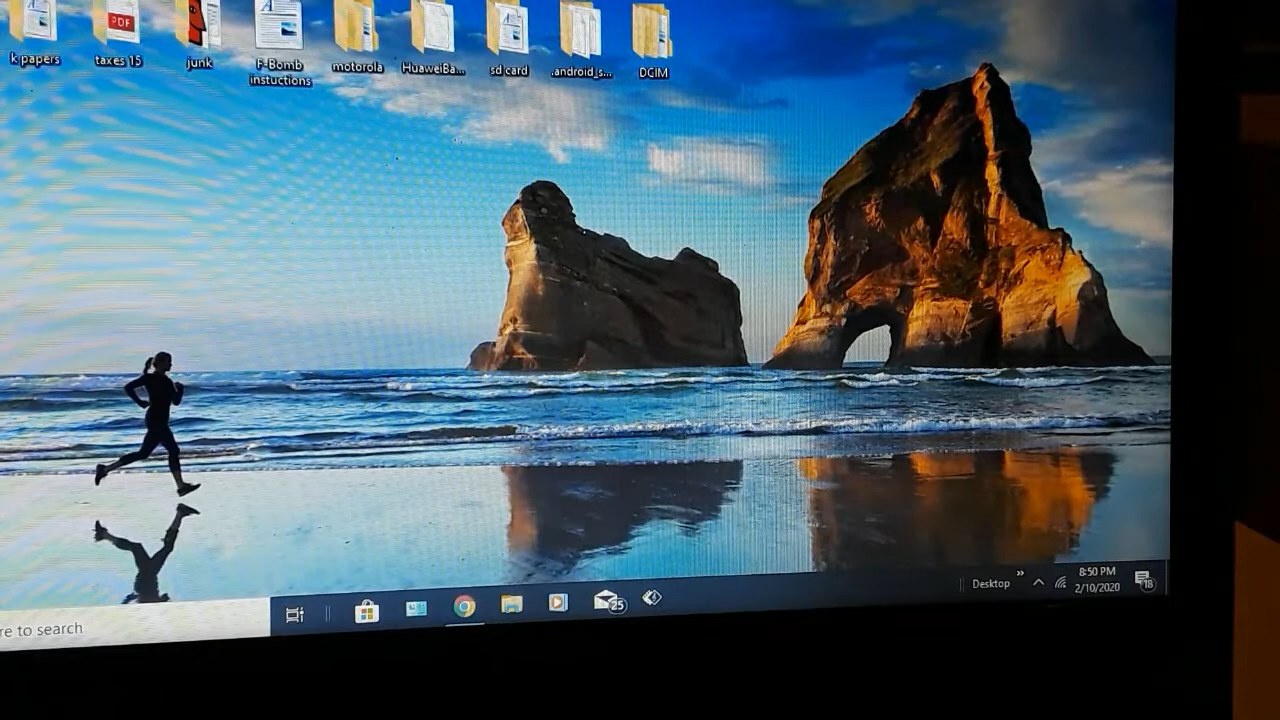 k papers
taxes 15
PDF
junk
F-Bomb
instuctions
motorola
HuaweiBa...
sd card
.android_s...
DCIM
re to search
25
Desktop
8:50 PM
2/10/2020
18